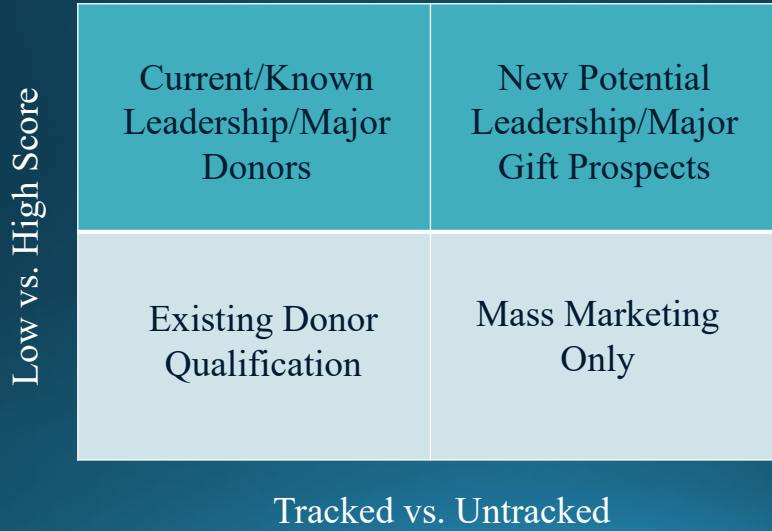 Low vs. High Score
Current/Known
Leadership/Major
Donors
New Potential
Leadership/Major
Gift Prospects
Existing Donor
Qualification
Mass Marketing
Only
Tracked vs. Untracked